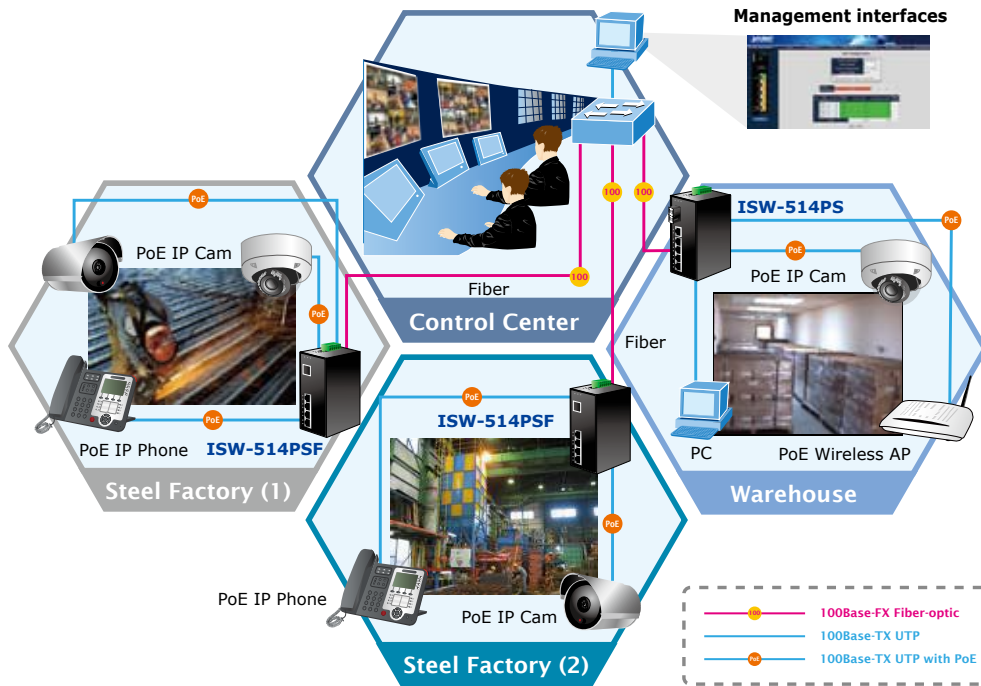 Management interfaces
100
100
ISW-514PS
PoE
PoE
PoE IP Cam
PoE
PoE IP Cam
100
Fiber
Control Center
PoE
Fiber
PoE
PoE
PoE IP Phone
ISW-514PSF
ISW-514PSF
PC
PoE Wireless AP
Steel Factory (1)
Warehouse
PoE
PoE IP Phone
PoE IP Cam
Steel Factory (2)
100
100Base-FX Fiber-optic
100Base-TX UTP
PoE
100Base-TX UTP with PoE